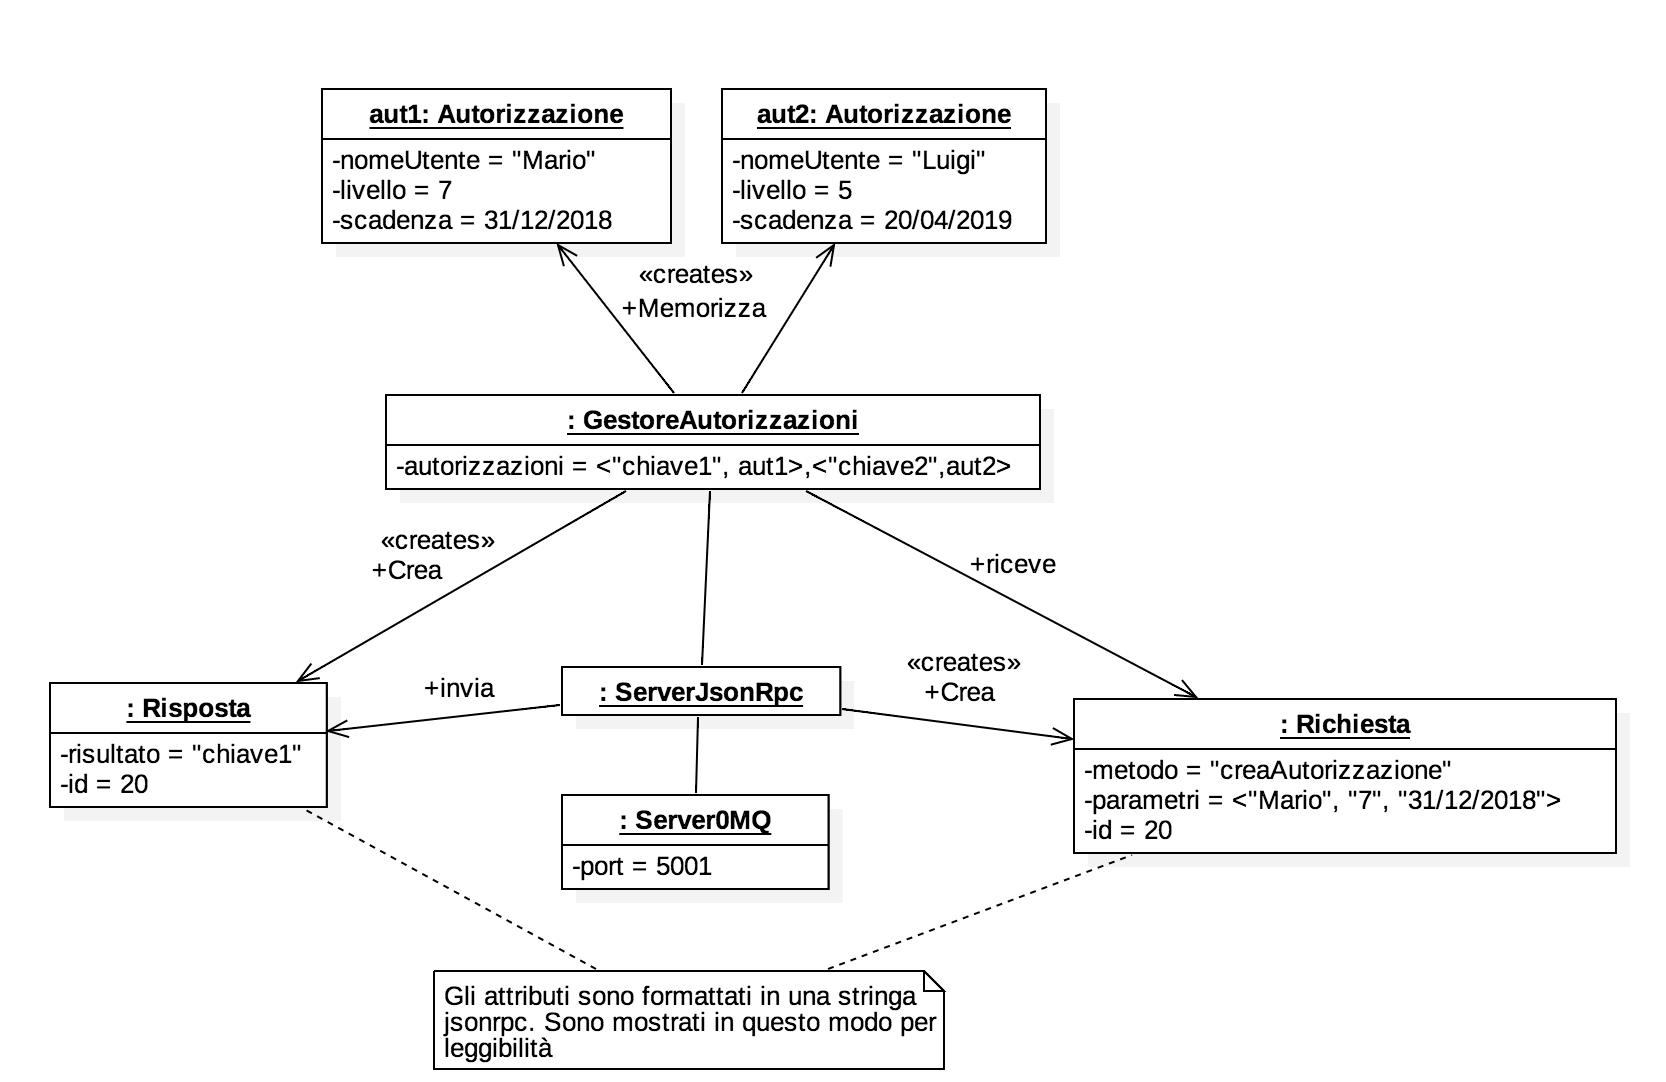 aut1: Autorizzazione
-nomeUtente = "Mario"
-livello = 7
-scadenza = 31/12/2018
aut2: Autorizzazione
-nomeUtente = "Luigi"
-livello = 5
-scadenza = 20/04/2019
«creates»
+Memorizza
: GestoreAutorizzazioni
-autorizzazioni = <"chiave1", aut1>,<"chiave2",aut2>
«creates»
+Crea
+riceve
+invia
«creates»
+Crea
: Risposta
-risultato = "chiave1"
-id = 20
: ServerJsonRpc
: Richiesta
-metodo = "creaAutorizzazione"
-parametri = <"Mario", "7", "31/12/2018">
-id = 20
: Server0MQ
-port = 5001
Gli attributi sono formattati in una stringa
jsonrpc. Sono mostrati in questo modo per
leggibilità